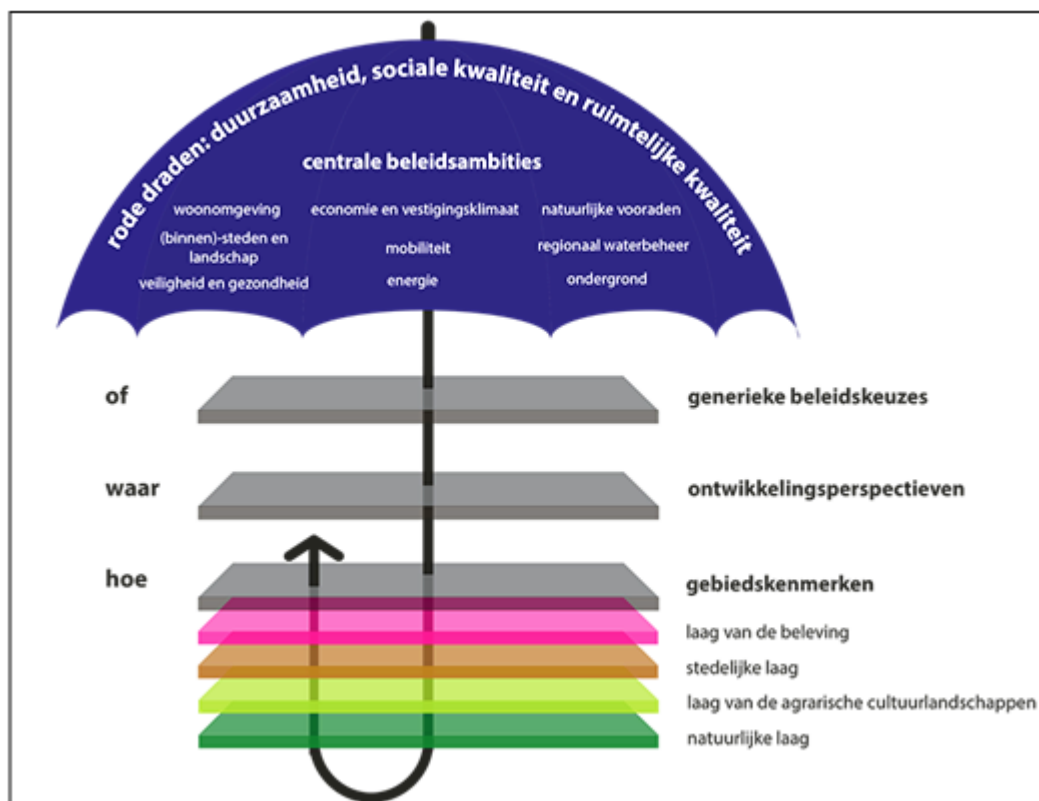 rode draden: duurzaamheid, sociale kwaliteit en ruimtelijke kwaliteit
centrale beleidsambities
woonomgeving
(binnen)-steden en
landschap
veiligheid en gezondheid
economie en vestigingsklimaat
mobiliteit
energie
natuurlijke vooraden
regionaal waterbeheer
ondergrond
of
generieke beleidskeuzes
waar
ontwikkelingsperspectieven
hoe
gebiedskenmerken
laag van de beleving
stedelijke laag
laag van de agrarische cultuurlandschappen
natuurlijke laag